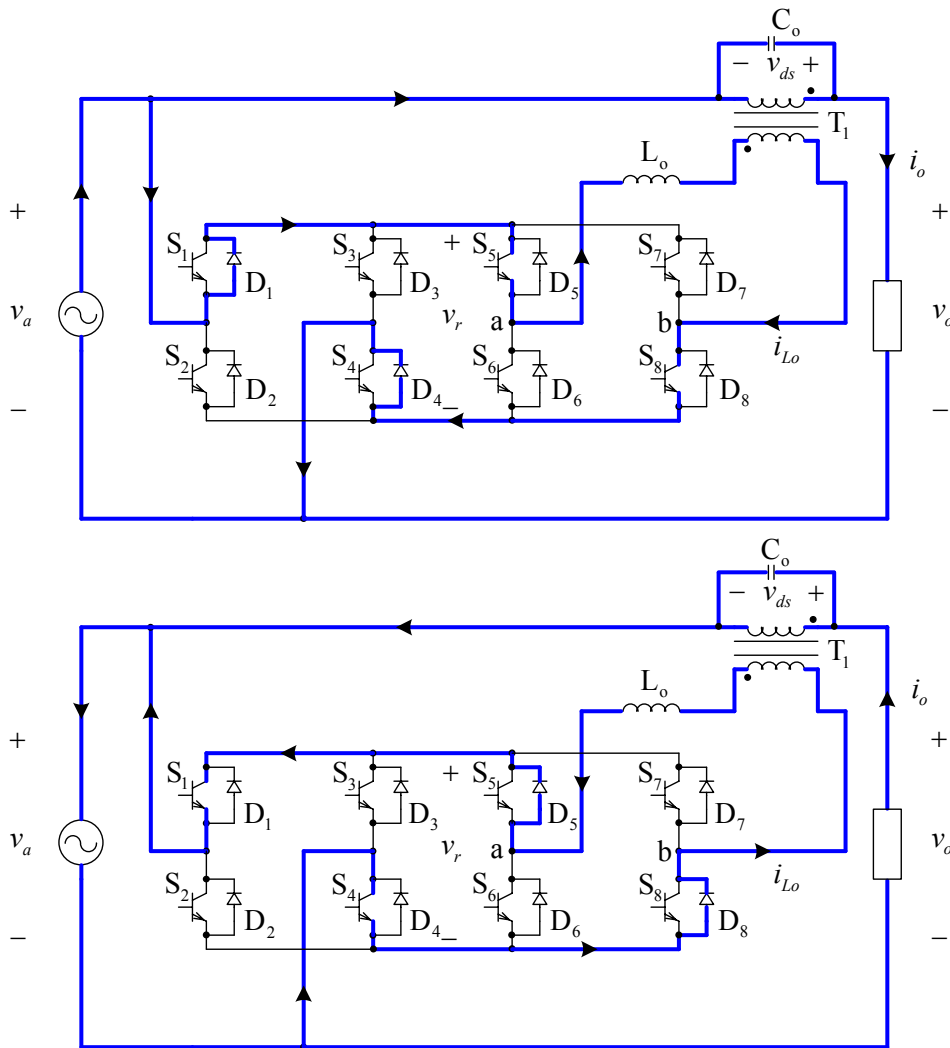 C_o
− v_ds +
T_1
L_o
i_o
+ S_1 S_3 + S_5 S_7 +
D_1 D_3 D_5 D_7
v_a v_r a b v_o
i_Lo
S_2 S_4 S_6 S_8
− D_2 D_4 − D_6 D_8 −
C_o
− v_ds +
T_1
L_o
i_o
+ S_1 S_3 + S_5 S_7 +
D_1 D_3 D_5 D_7
v_a v_r a b v_o
i_Lo
S_2 S_4 S_6 S_8
− D_2 D_4 − D_6 D_8 −